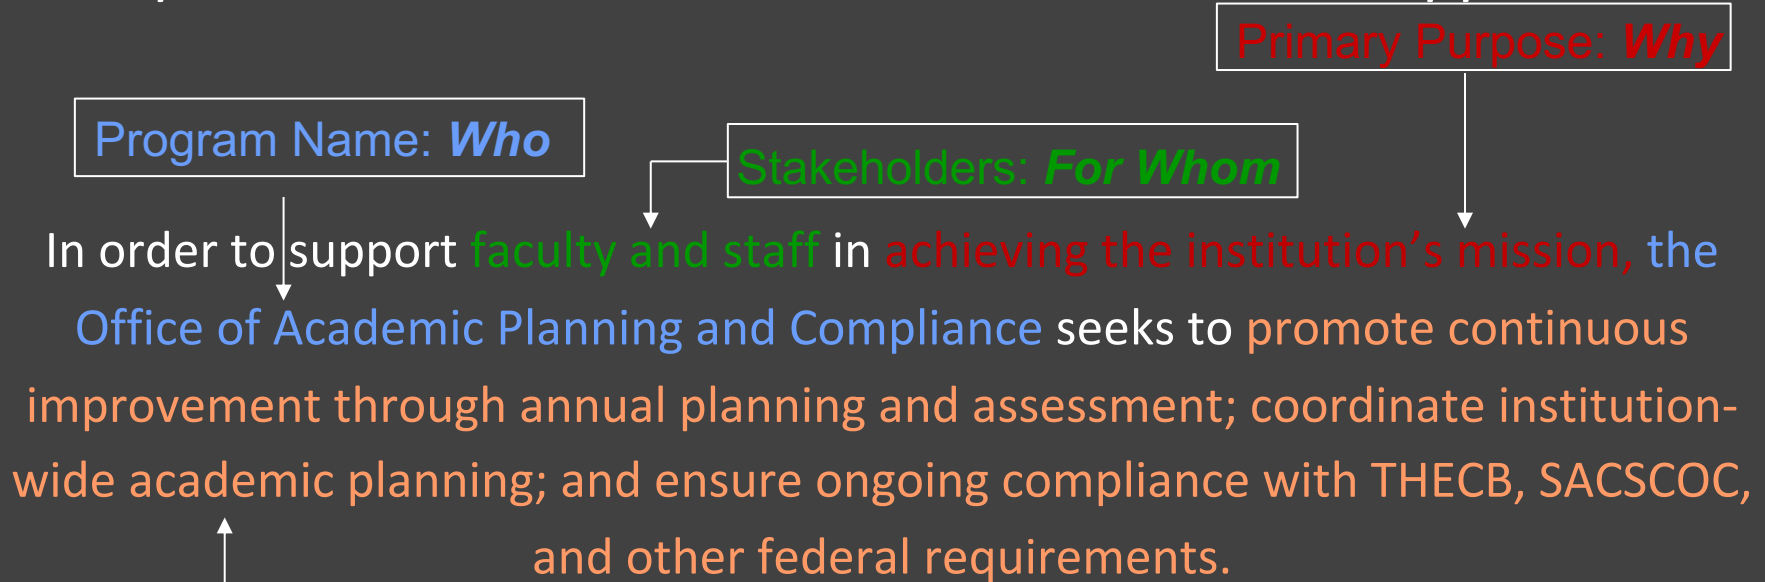 Primary Purpose: Why
Program Name: Who
Stakeholders: For Whom
In order to support faculty and staff in achieving the institution’s mission, the
Office of Academic Planning and Compliance seeks to promote continuous
improvement through annual planning and assessment; coordinate institution-
wide academic planning; and ensure ongoing compliance with THECB, SACSCOC,
and other federal requirements.